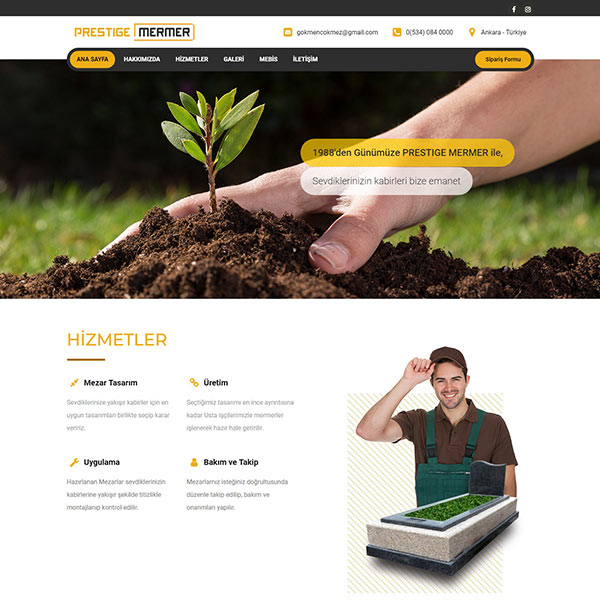 PRESTIGE MERMER
gokmencokmez@gmail.com
0(534) 084 0000
Ankara - Türkiye
ANA SAYFA HAKKIMIZDA HİZMETLER GALERİ MEBİS İLETİŞİM
Sipariş Formu
1988'den Günümüze PRESTIGE MERMER ile,
Sevdiklerinizin kabirleri bize emanet
HİZMETLER
Mezar Tasarım
Sevdiklerinize yakışır kabirler için en
uygun tasarımları birlikte seçip karar
veririz.
Üretim
Seçtiğimiz tasarımı en ince ayrıntısına
kadar Usta işçilerimizle mermerler
işlenerek hazır hale getirilir.
Uygulama
Hazırlanan Mezarlar sevdiklerinizin
kabirlerine yakışır şekilde titizlikle
montajlanıp kontrol edilir.
Bakım ve Takip
Mezarlarınız isteğiniz doğrultusunda
düzenle takip edilip, bakım ve
onarımları yapılır.